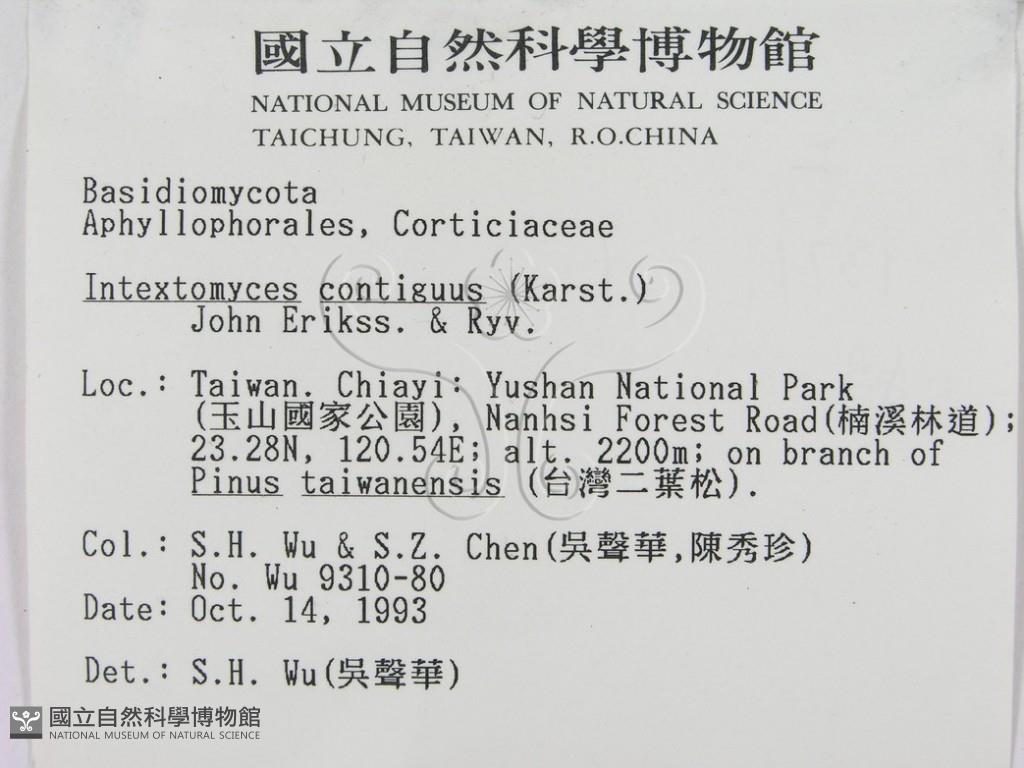 國立自然科學博物館
NATIONAL MUSEUM OF NATURAL SCIENCE
TAICHUNG, TAIWAN, R.O.CHINA
Basidiomycota
Aphyllophorales, Corticiaceae
Intextomyces contiguus (Karst.)
John Erikss. & Ryv.
Loc.: Taiwan. Chiayi: Yushan National Park
(玉山國家公園), Nanhsi Forest Road(楠溪林道);
23.28N, 120.54E; alt. 2200m; on branch of
Pinus taiwanensis (台灣二葉松).
Col.: S.H. Wu & S.Z. Chen(吳聲華,陳秀珍)
No. Wu 9310-80
Date: Oct. 14, 1993
Det.: S.H. Wu(吳聲華)
國立自然科學博物館
NATIONAL MUSEUM OF NATURAL SCIENCE